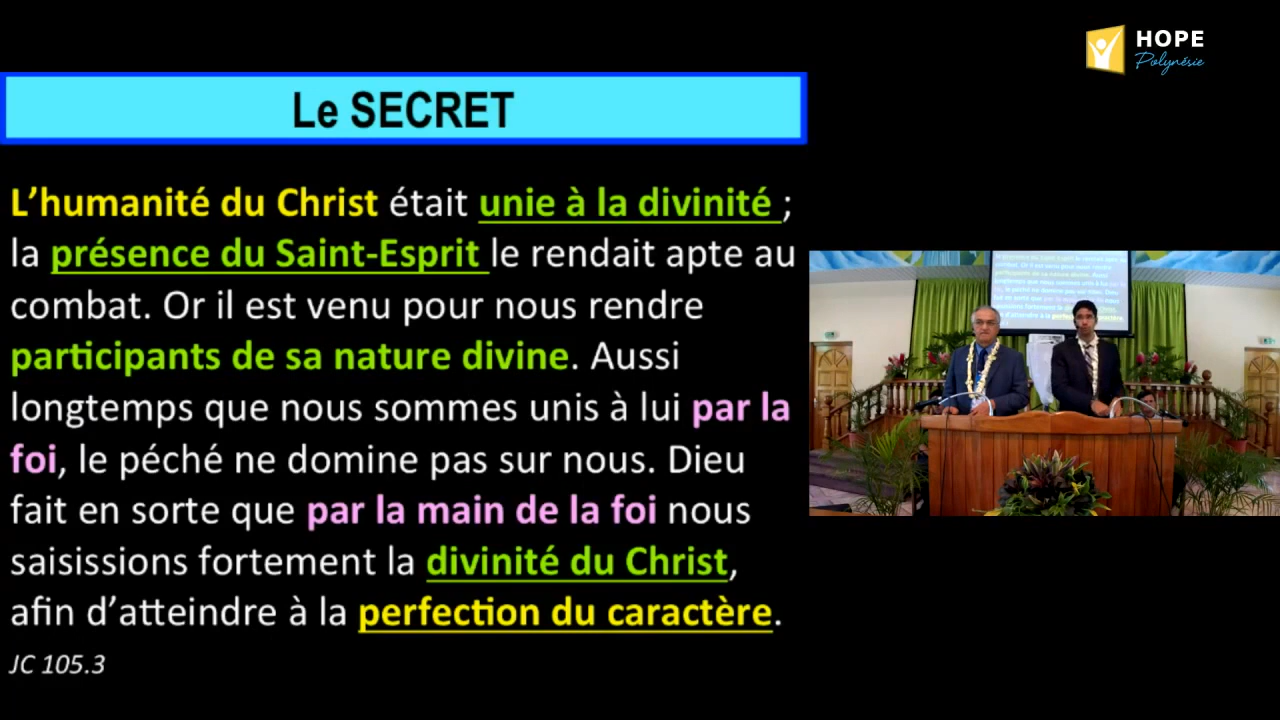 HOPE
Polynésie
Le SECRET
L’humanité du Christ était unie à la divinité ;
la présence du Saint-Esprit le rendait apte au
combat. Or il est venu pour nous rendre
participants de sa nature divine. Aussi
longtemps que nous sommes unis à lui par la
foi, le péché ne domine pas sur nous. Dieu
fait en sorte que par la main de la foi nous
saisissions fortement la divinité du Christ,
afin d’atteindre à la perfection du caractère.
JC 105.3